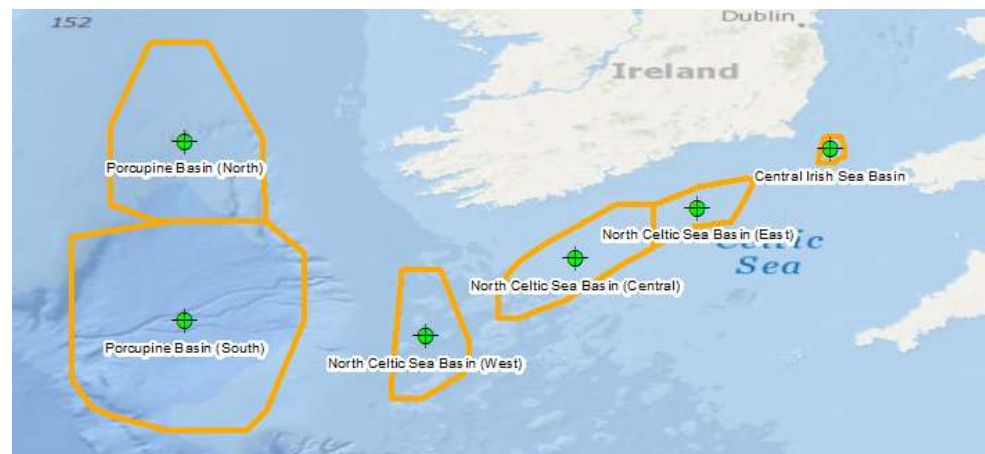 152
Dublin
Ireland
Porcupine Basin (North)
Central Irish Sea Basin
North Celtic Sea Basin (East)
Celtic
Sea
North Celtic Sea Basin (Central)
Porcupine Basin (South)
North Celtic Sea Basin (West)